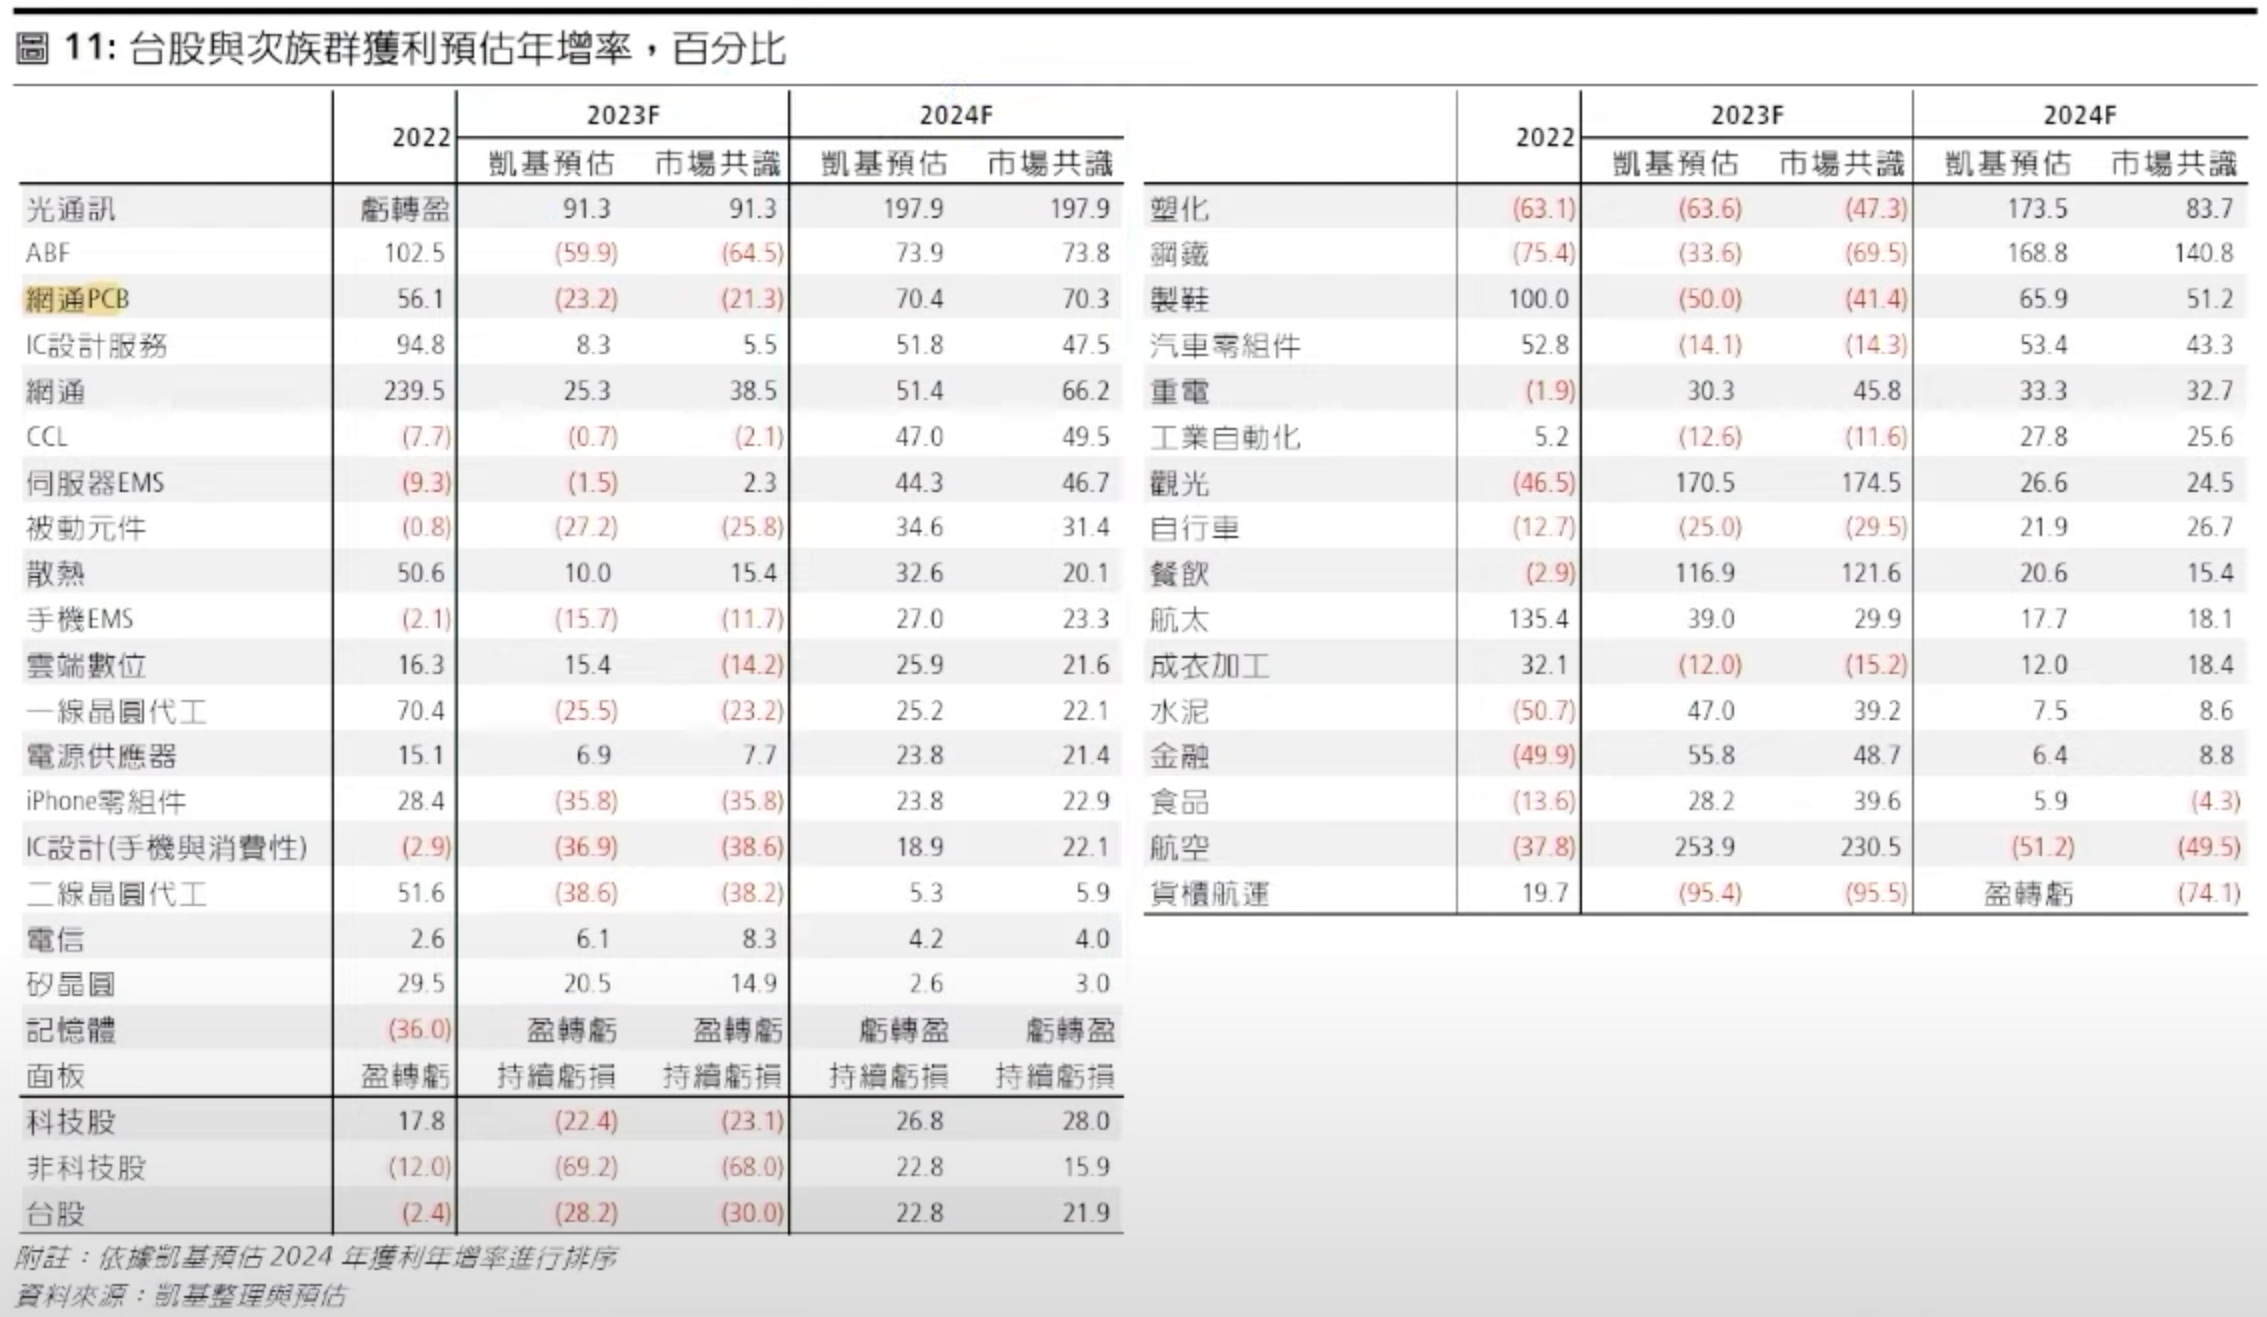 圖 11: 台股與次族群獲利預估年增率，百分比
2022 2023F 2024F
凱基預估 市場共識 凱基預估 市場共識
光通訊 虧轉盈 91.3 91.3 197.9 197.9
ABF 102.5 (59.9) (64.5) 73.9 73.8
網通PCB 56.1 (23.2) (21.3) 70.4 70.3
IC設計服務 94.8 8.3 5.5 51.8 47.5
網通 239.5 25.3 38.5 51.4 66.2
CCL (7.7) (0.7) (2.1) 47.0 49.5
伺服器EMS (9.3) (1.5) 2.3 44.3 46.7
被動元件 (0.8) (27.2) (25.8) 34.6 31.4
散熱 50.6 10.0 15.4 32.6 20.1
手機EMS (2.1) (15.7) (11.7) 27.0 23.3
雲端數位 16.3 15.4 (14.2) 25.9 21.6
一線晶圓代工 70.4 (25.5) (23.2) 25.2 22.1
電源供應器 15.1 6.9 7.7 23.8 21.4
iPhone零組件 28.4 (35.8) (35.8) 23.8 22.9
IC設計(手機與消費性) (2.9) (36.9) (38.6) 18.9 22.1
二線晶圓代工 51.6 (38.6) (38.2) 5.3 5.9
電信 2.6 6.1 8.3 4.2 4.0
矽晶圓 29.5 20.5 14.9 2.6 3.0
記憶體 (36.0) 盈轉虧 盈轉虧 虧轉盈 虧轉盈
面板 盈轉虧 持續虧損 持續虧損 持續虧損 持續虧損
科技股 17.8 (22.4) (23.1) 26.8 28.0
非科技股 (12.0) (69.2) (68.0) 22.8 15.9
台股 (2.4) (28.2) (30.0) 22.8 21.9
2022 2023F 2024F
凱基預估 市場共識 凱基預估 市場共識
塑化 (63.1) (63.6) (47.3) 173.5 83.7
鋼鐵 (75.4) (33.6) (69.5) 168.8 140.8
製鞋 100.0 (50.0) (41.4) 65.9 51.2
汽車零組件 52.8 (14.1) (14.3) 53.4 43.3
重電 (1.9) 30.3 45.8 33.3 32.7
工業自動化 5.2 (12.6) (11.6) 27.8 25.6
觀光 (46.5) 170.5 174.5 26.6 24.5
自行車 (12.7) (25.0) (29.5) 21.9 26.7
餐飲 (2.9) 116.9 121.6 20.6 15.4
航太 135.4 39.0 29.9 17.7 18.1
成衣加工 32.1 (12.0) (15.2) 12.0 18.4
水泥 (50.7) 47.0 39.2 7.5 8.6
金融 (49.9) 55.8 48.7 6.4 8.8
食品 (13.6) 28.2 39.6 5.9 (4.3)
航空 (37.8) 253.9 230.5 (51.2) (49.5)
貨櫃航運 19.7 (95.4) (95.5) 盈轉虧 (74.1)
附註：依據凱基預估 2024 年獲利年增率進行排序
資料來源：凱基整理與預估